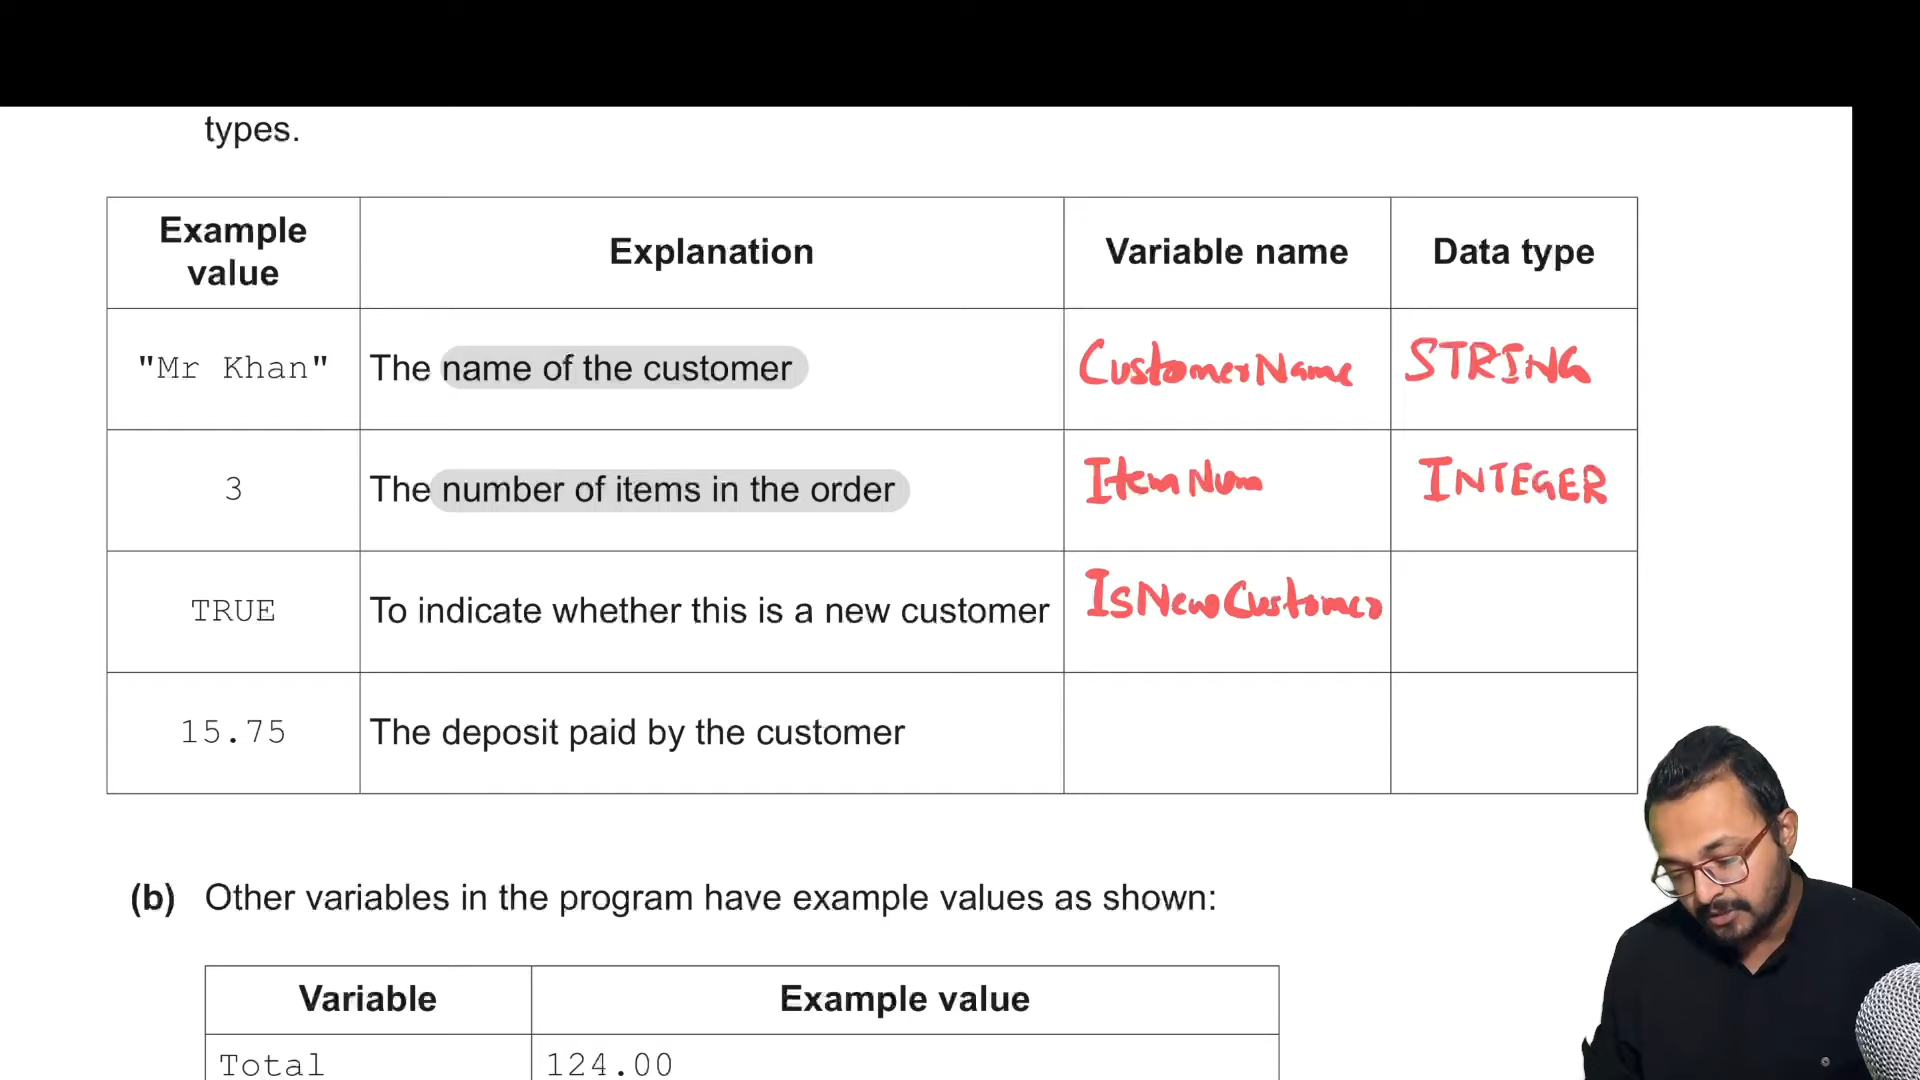 types.
Example value Explanation Variable name Data type
"Mr Khan" The name of the customer CustomerName STRING
3 The number of items in the order ItemNum INTEGER
TRUE To indicate whether this is a new customer IsNewCustomer
15.75 The deposit paid by the customer
(b) Other variables in the program have example values as shown:
Variable Example value
Total 124.00